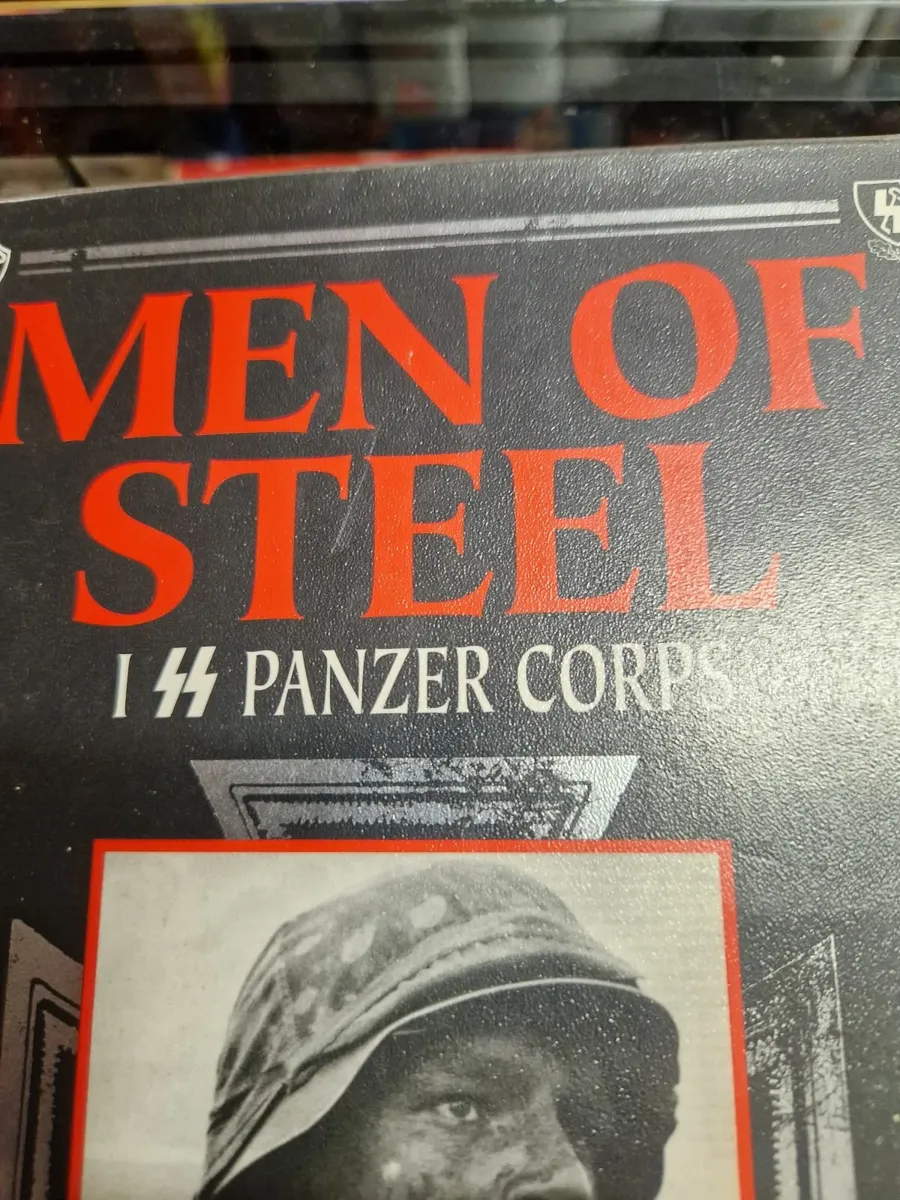 MEN OF
STEEL
I SS PANZER CORPS